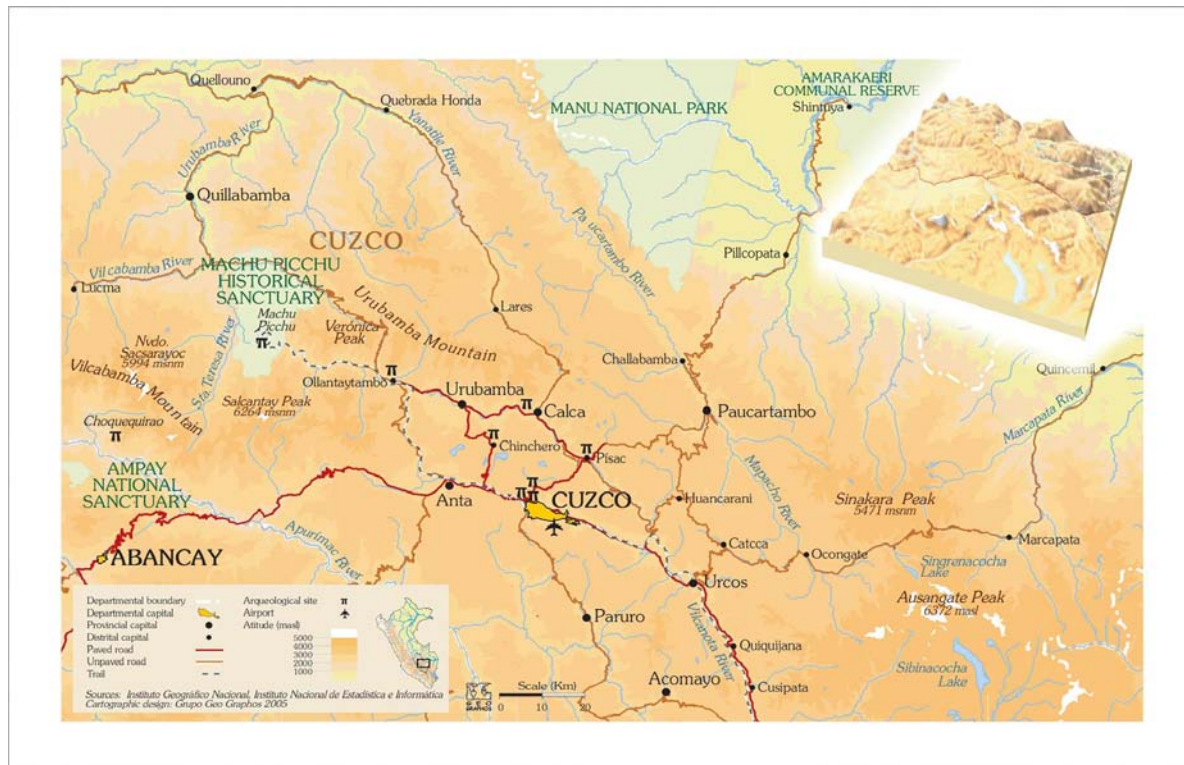 Quellouno
Quebrada Honda
Urubamba River
Yanatile River
MANU NATIONAL PARK
AMARAKAERI
COMMUNAL RESERVE
Shintuya
Quillabamba
CUZCO
Paucartambo River
Pillcopata
Vilcabamba River
Lucma
MACHU PICCHU
HISTORICAL
SANCTUARY
Machu
Picchu
Lares
Urubamba Mountain
Verónica
Peak
Nvdo.
Sacsarayoc
5994 msnm
Sta. Teresa River
Vilcabamba Mountain
Salcantay Peak
6264 msnm
Ollantaytambo
Urubamba
Calca
Challabamba
Paucartambo
Quincemil
Marcapata River
Choquequirao
Chinchero
Pisac
AMPAY
NATIONAL
SANCTUARY
Anta
CUZCO
Huancarani
Mapacho River
Sinakara Peak
5471 msnm
Apurimac River
ABANCAY
Catcca
Ocongate
Marcapata
Singrenacocha
Lake
Urcos
Ausangate Peak
6372 masl
Paruro
Vilcanota River
Quiquijana
Sibinacocha
Lake
Acomayo
Cusipata
Departmental boundary
Departmental capital
Provincial capital
Distrital capital
Paved road
Unpaved road
Trail
Arqueological site
Airport
Atitude (masl)
5000
4000
3000
2000
1000
Sources: Instituto Geográfico Nacional, Instituto Nacional de Estadística e Informática
Cartographic design: Grupo Geo Graphos 2005
Scale (Km)
0 10 20